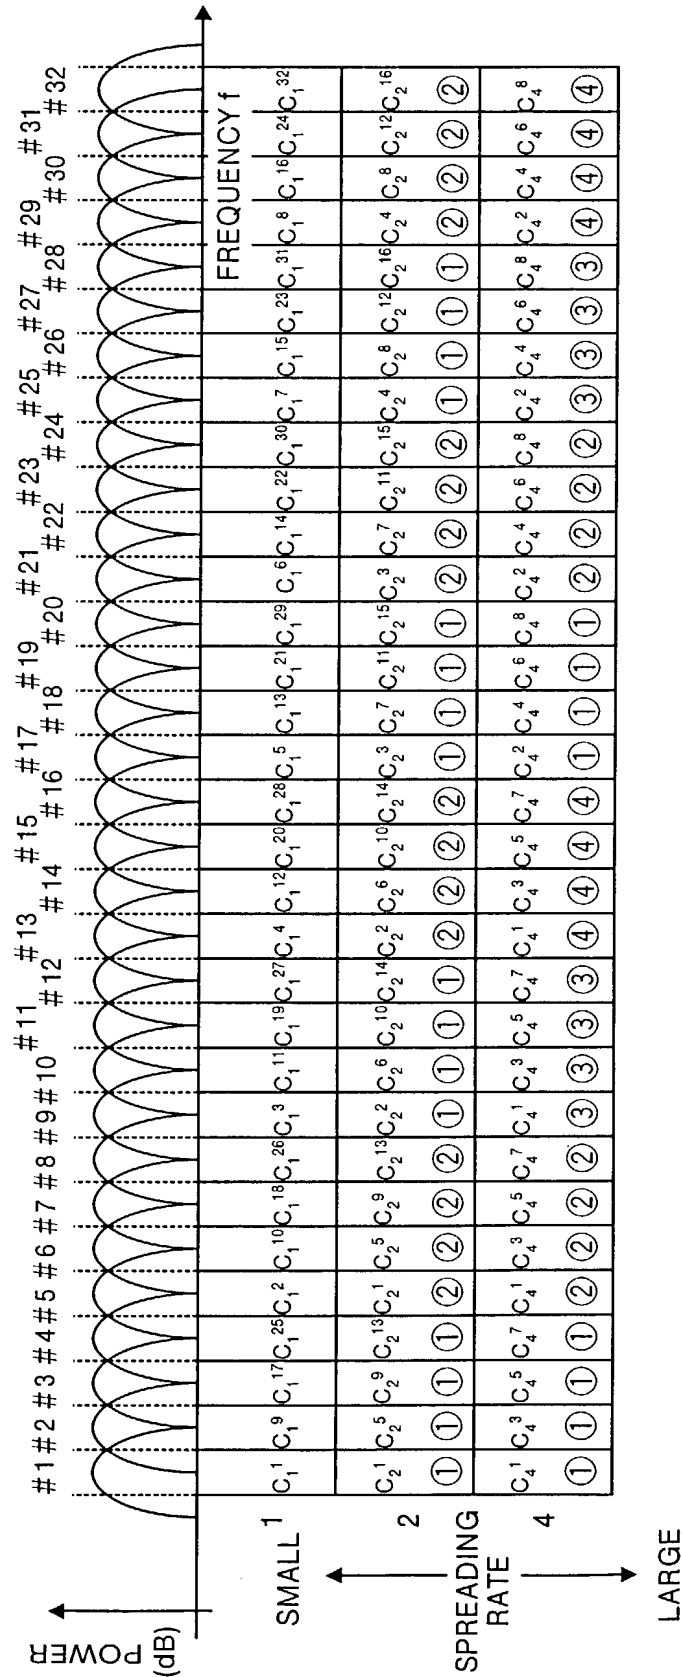 POWER
(dB)
#1 #2 #3 #4 #5 #6 #7 #8 #9 #10 #11 #12 #13 #14 #15 #16 #17 #18 #19 #20 #21 #22 #23 #24 #25 #26 #27 #28 #29 #30 #31 #32
FREQUENCY f
SMALL
1 C₁¹ C₁⁹ C₁¹⁷ C₁²⁵ C₁² C₁¹⁰ C₁¹⁸ C₁²⁶ C₁³ C₁¹¹ C₁¹⁹ C₁²⁷ C₁⁴ C₁¹² C₁²⁰ C₁²⁸ C₁⁵ C₁¹³ C₁²¹ C₁²⁹ C₁⁶ C₁¹⁴ C₁²² C₁³⁰ C₁⁷ C₁¹⁵ C₁²³ C₁³¹ C₁⁸ C₁¹⁶ C₁²⁴ C₁³²
SPREADING
RATE
2 C₂¹ C₂⁵ C₂⁹ C₂¹³ C₂¹ C₂⁵ C₂⁹ C₂¹³ C₂² C₂⁶ C₂¹⁰ C₂¹⁴ C₂² C₂⁶ C₂¹⁰ C₂¹⁴ C₂³ C₂⁷ C₂¹¹ C₂¹⁵ C₂³ C₂⁷ C₂¹¹ C₂¹⁵ C₂⁴ C₂⁸ C₂¹² C₂¹⁶ C₂⁴ C₂⁸ C₂¹² C₂¹⁶
① ① ① ① ② ② ② ② ① ① ① ① ② ② ② ② ① ① ① ① ② ② ② ② ① ① ① ① ② ② ② ②
4 C₄¹ C₄³ C₄⁵ C₄⁷ C₄¹ C₄³ C₄⁵ C₄⁷ C₄¹ C₄³ C₄⁵ C₄⁷ C₄¹ C₄³ C₄⁵ C₄⁷ C₄² C₄⁴ C₄⁶ C₄⁸ C₄² C₄⁴ C₄⁶ C₄⁸ C₄² C₄⁴ C₄⁶ C₄⁸ C₄² C₄⁴ C₄⁶ C₄⁸
① ① ① ① ② ② ② ② ③ ③ ③ ③ ④ ④ ④ ④ ① ① ① ① ② ② ② ② ③ ③ ③ ③ ④ ④ ④ ④
LARGE